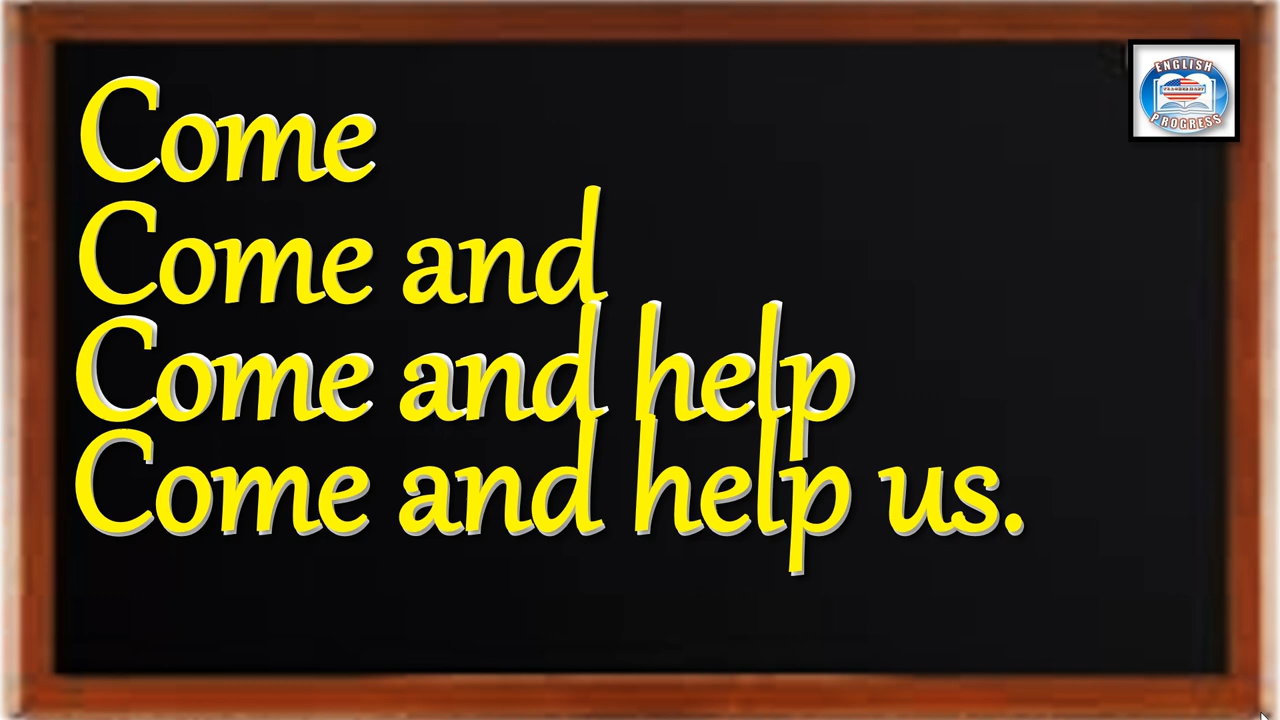 Come
Come and
Come and help
Come and help us.
ENGLISH
PROGRESS